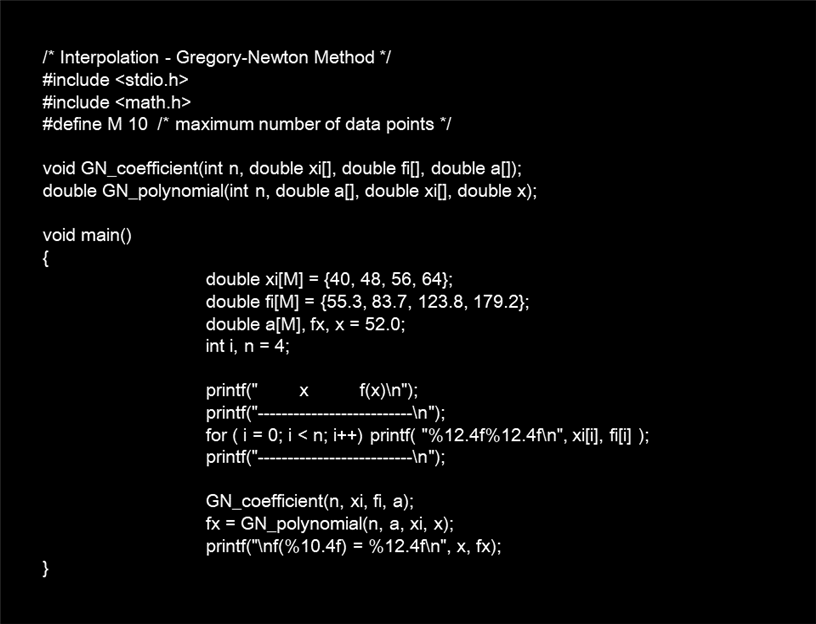 /* Interpolation - Gregory-Newton Method */
#include <stdio.h>
#include <math.h>
#define M 10  /* maximum number of data points */

void GN_coefficient(int n, double xi[], double fi[], double a[]);
double GN_polynomial(int n, double a[], double xi[], double x);

void main()
{
double xi[M] = {40, 48, 56, 64};
double fi[M] = {55.3, 83.7, 123.8, 179.2};
double a[M], fx, x = 52.0;
int i, n = 4;

printf("        x          f(x)\n");
printf("--------------------------\n");
for ( i = 0; i < n; i++) printf( "%12.4f%12.4f\n", xi[i], fi[i] );
printf("--------------------------\n");

GN_coefficient(n, xi, fi, a);
fx = GN_polynomial(n, a, xi, x);
printf("\nf(%10.4f) = %12.4f\n", x, fx);
}